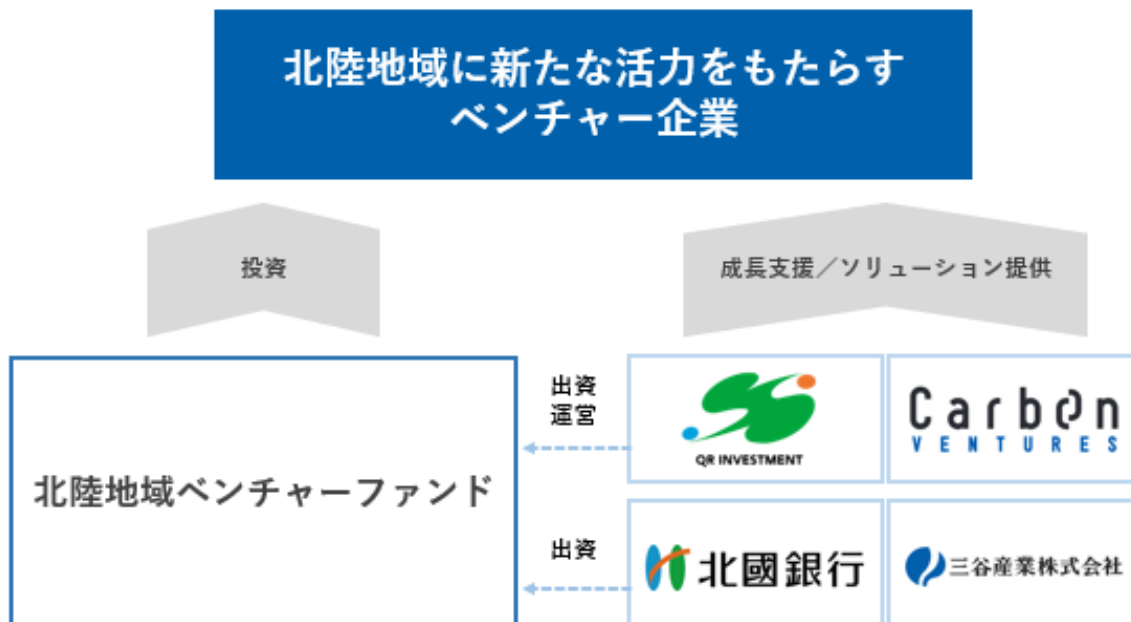 北陸地域に新たな活力をもたらす
ベンチャー企業
投資
成長支援／ソリューション提供
北陸地域ベンチャーファンド
出資
運営
QR INVESTMENT
Carbon
VENTURES
出資
北國銀行
三谷産業株式会社